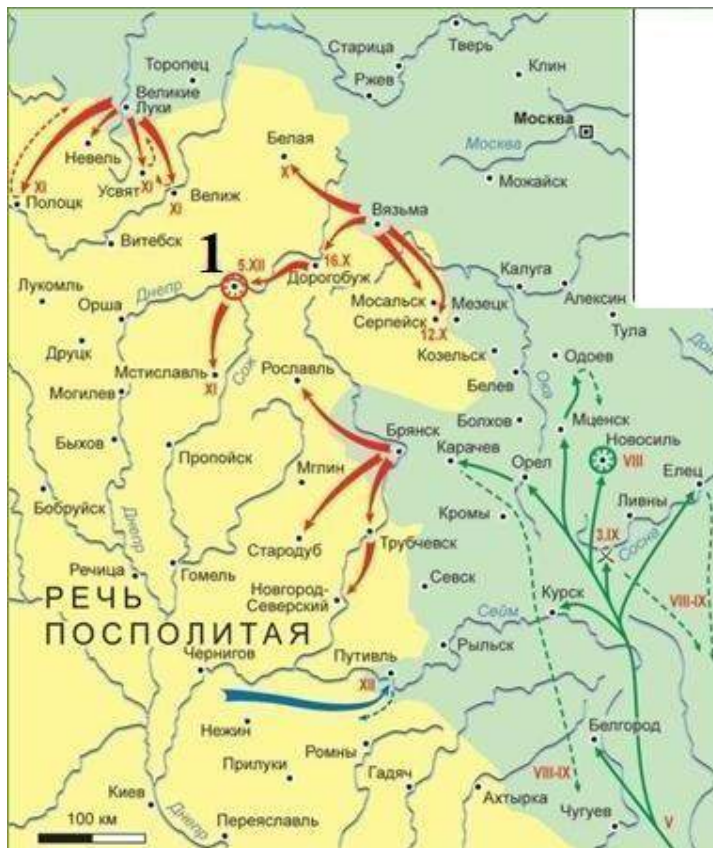 Старица
Тверь
Торопец
Ржев
Клин
Великие
Луки
Белая
X
Москва
Москва
Невель
Усвят
XI
XI
Велиж
XI
Полоцк
Можайск
Вязьма
Витебск
1
5.XII
16.X
Дорогобуж
Калуга
Алексин
Лукомль
Днепр
Орша
Мосальск
Мезецк
Серпейск
12.X
Тула
Дон
Друцк
Козельск
Одоев
Мстиславль
XI
Сож
Рославль
Белев
Ока
Могилев
Болхов
Мценск
Быхов
Пропойск
Брянск
Карачев
Новосиль
VIII
Мглин
Орел
Елец
Бобруйск
Кромы
Ливны
Днепр
Стародуб
Трубчевск
3.IX
Сосна
Речица
Гомель
Новгород-
Северский
Севск
Курск
VIII-IX
РЕЧЬ
ПОСПОЛИТАЯ
Сейм
Чернигов
Путивль
XII
Рыльск
Нежин
Белгород
Ромны
Прилуки
Гадяч
VIII-IX
Киев
Ахтырка
V
Днепр
Переяславль
Чугуев
100 км